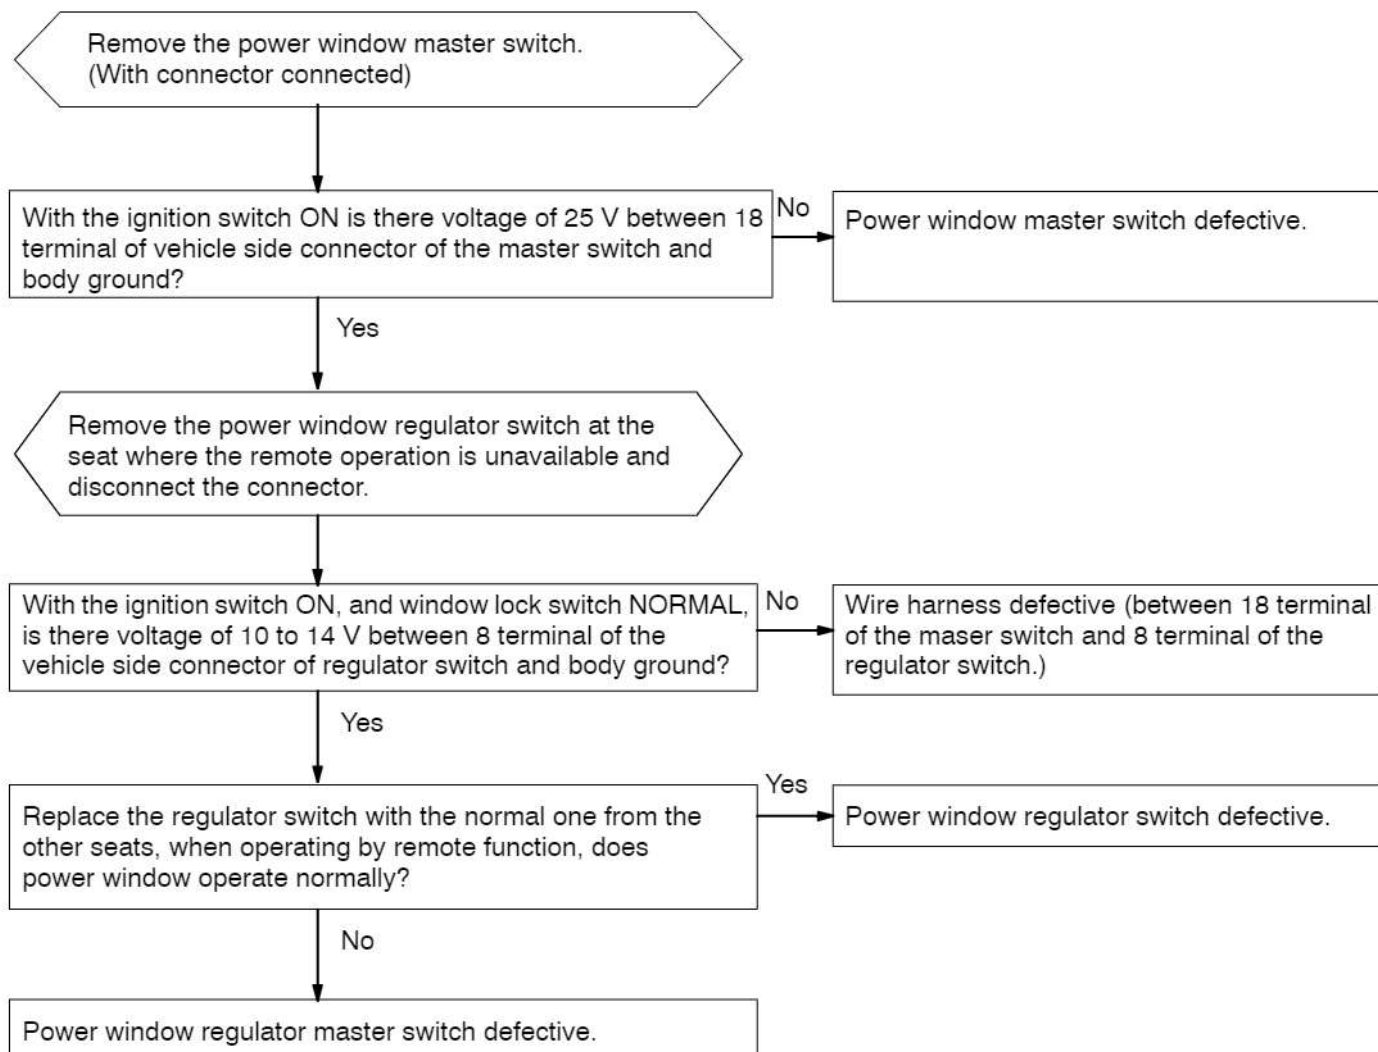 Remove the power window master switch.
(With connector connected)
With the ignition switch ON is there voltage of 25 V between 18
terminal of vehicle side connector of the master switch and
body ground?
No
Power window master switch defective.
Yes
Remove the power window regulator switch at the
seat where the remote operation is unavailable and
disconnect the connector.
With the ignition switch ON, and window lock switch NORMAL,
is there voltage of 10 to 14 V between 8 terminal of the
vehicle side connector of regulator switch and body ground?
No
Wire harness defective (between 18 terminal
of the maser switch and 8 terminal of the
regulator switch.)
Yes
Replace the regulator switch with the normal one from the
other seats, when operating by remote function, does
power window operate normally?
Yes
Power window regulator switch defective.
No
Power window regulator master switch defective.